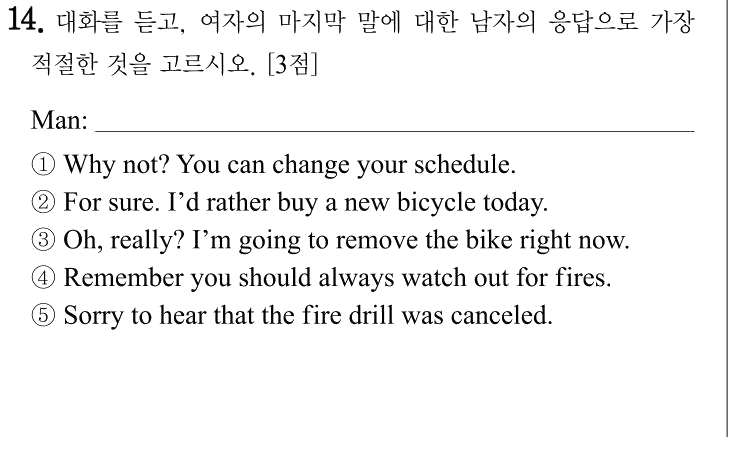 14. 대화를 듣고, 여자의 마지막 말에 대한 남자의 응답으로 가장
적절한 것을 고르시오. [3점]
Man:
① Why not? You can change your schedule.
② For sure. I’d rather buy a new bicycle today.
③ Oh, really? I’m going to remove the bike right now.
④ Remember you should always watch out for fires.
⑤ Sorry to hear that the fire drill was canceled.